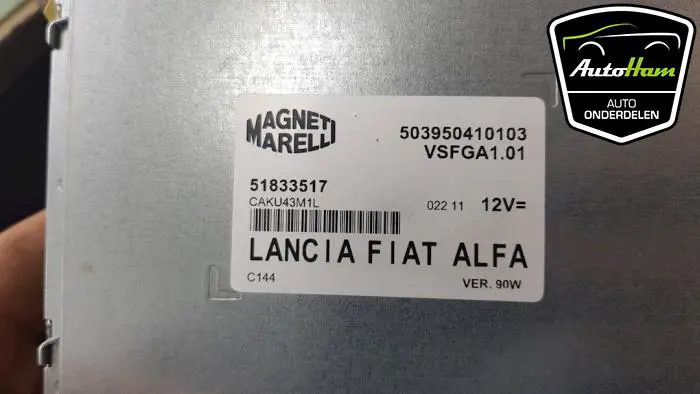 AutoHam
AUTO
ONDERDELEN
MAGNETI
MARELLI
503950410103
VSFGA1.01
51833517
CAKU43M1L
022 11 12V=
LANCIA FIAT ALFA
C144
VER. 90W